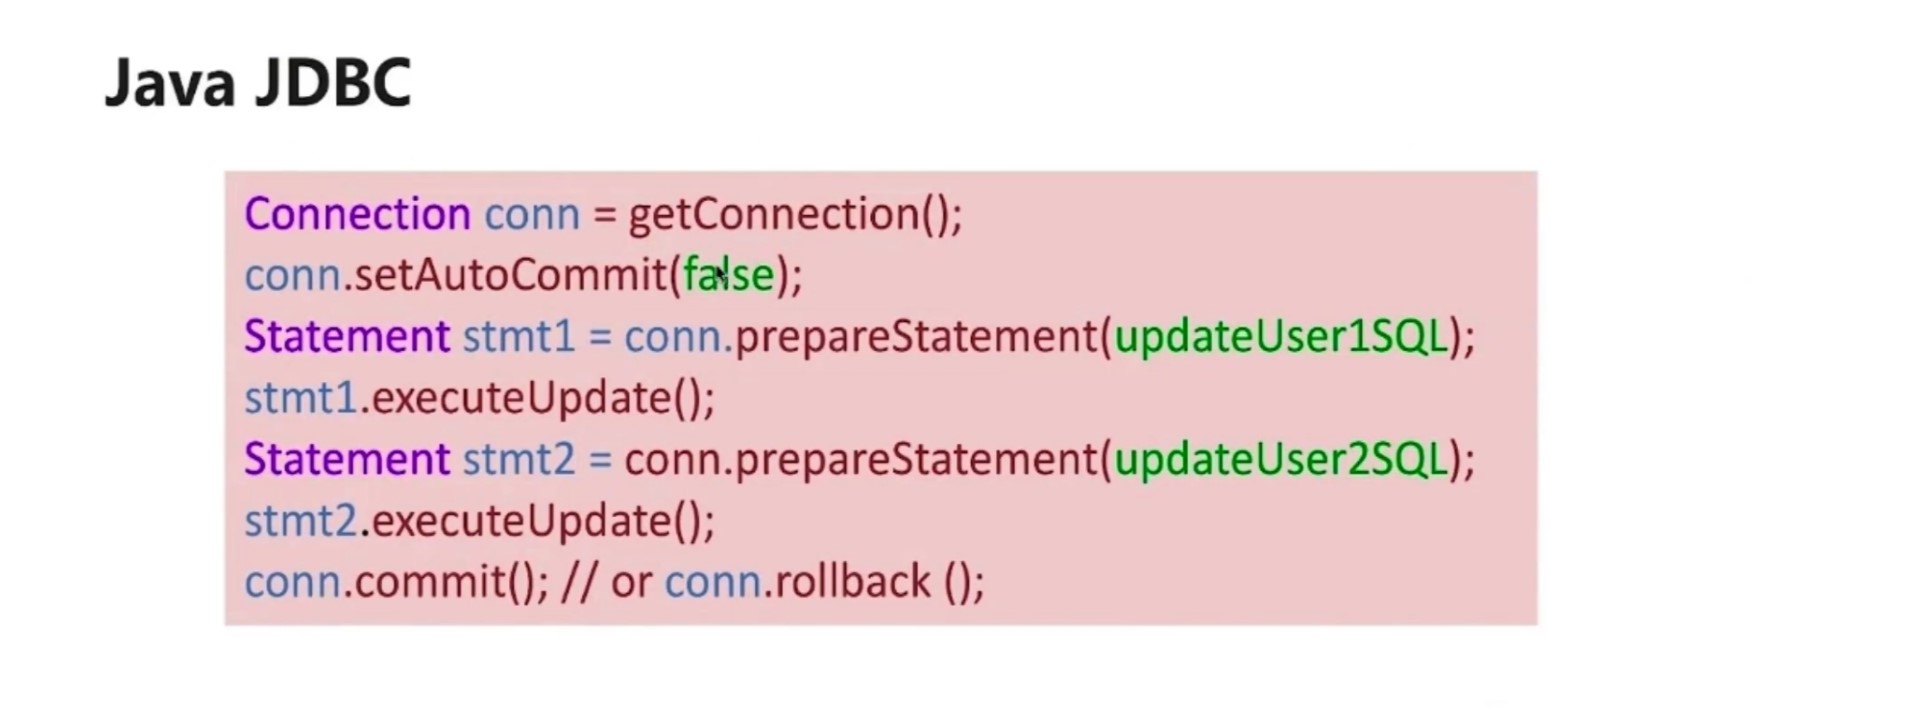 Java JDBC
Connection conn = getConnection();
conn.setAutoCommit(false);
Statement stmt1 = conn.prepareStatement(updateUser1SQL);
stmt1.executeUpdate();
Statement stmt2 = conn.prepareStatement(updateUser2SQL);
stmt2.executeUpdate();
conn.commit(); // or conn.rollback ();